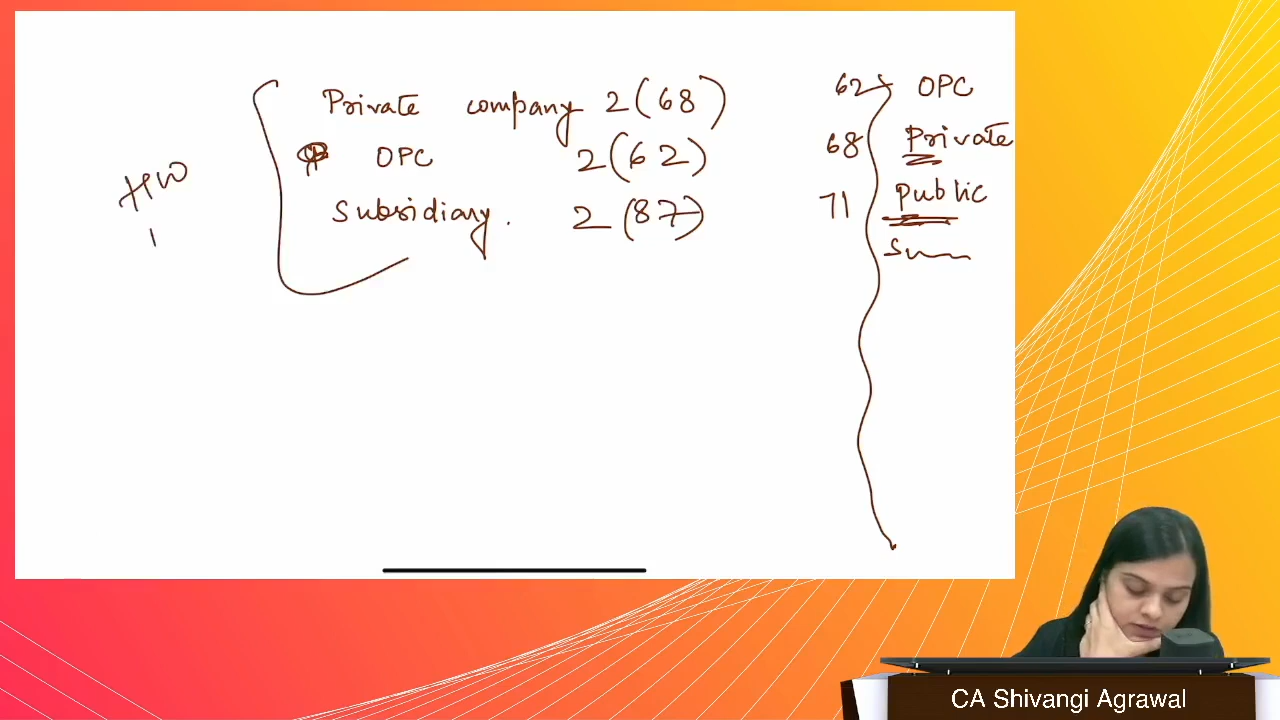 Private company 2(68)
OPC 2(62)
Subsidiary. 2(87)
HW
62 OPC
68 Private
71 Public
CA Shivangi Agrawal